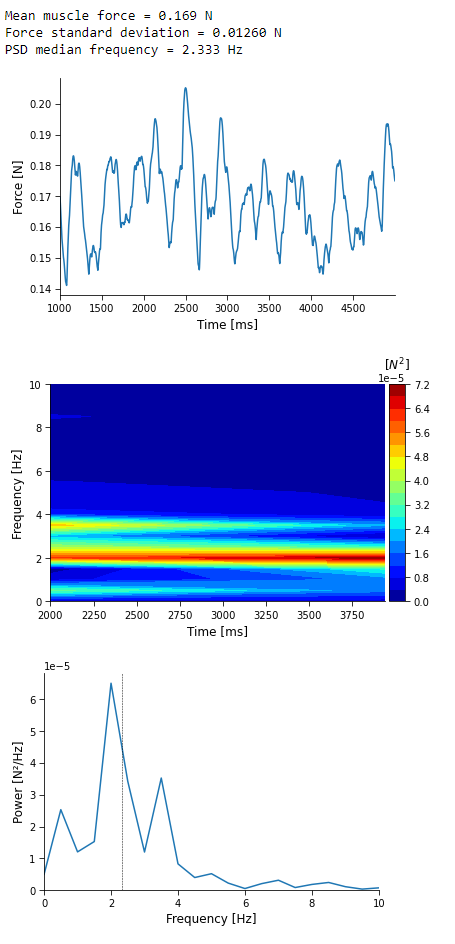 Mean muscle force = 0.169 N
Force standard deviation = 0.01260 N
PSD median frequency = 2.333 Hz
0.20
0.19
0.18
0.17
0.16
0.15
0.14
Force [N]
1000 1500 2000 2500 3000 3500 4000 4500
Time [ms]
[N²]
1e−5
10
8
6
4
2
0
Frequency [Hz]
7.2
6.4
5.6
4.8
4.0
3.2
2.4
1.6
0.8
0.0
2000 2250 2500 2750 3000 3250 3500 3750
Time [ms]
1e−5
6
5
4
3
2
1
0
Power [N²/Hz]
0 2 4 6 8 10
Frequency [Hz]